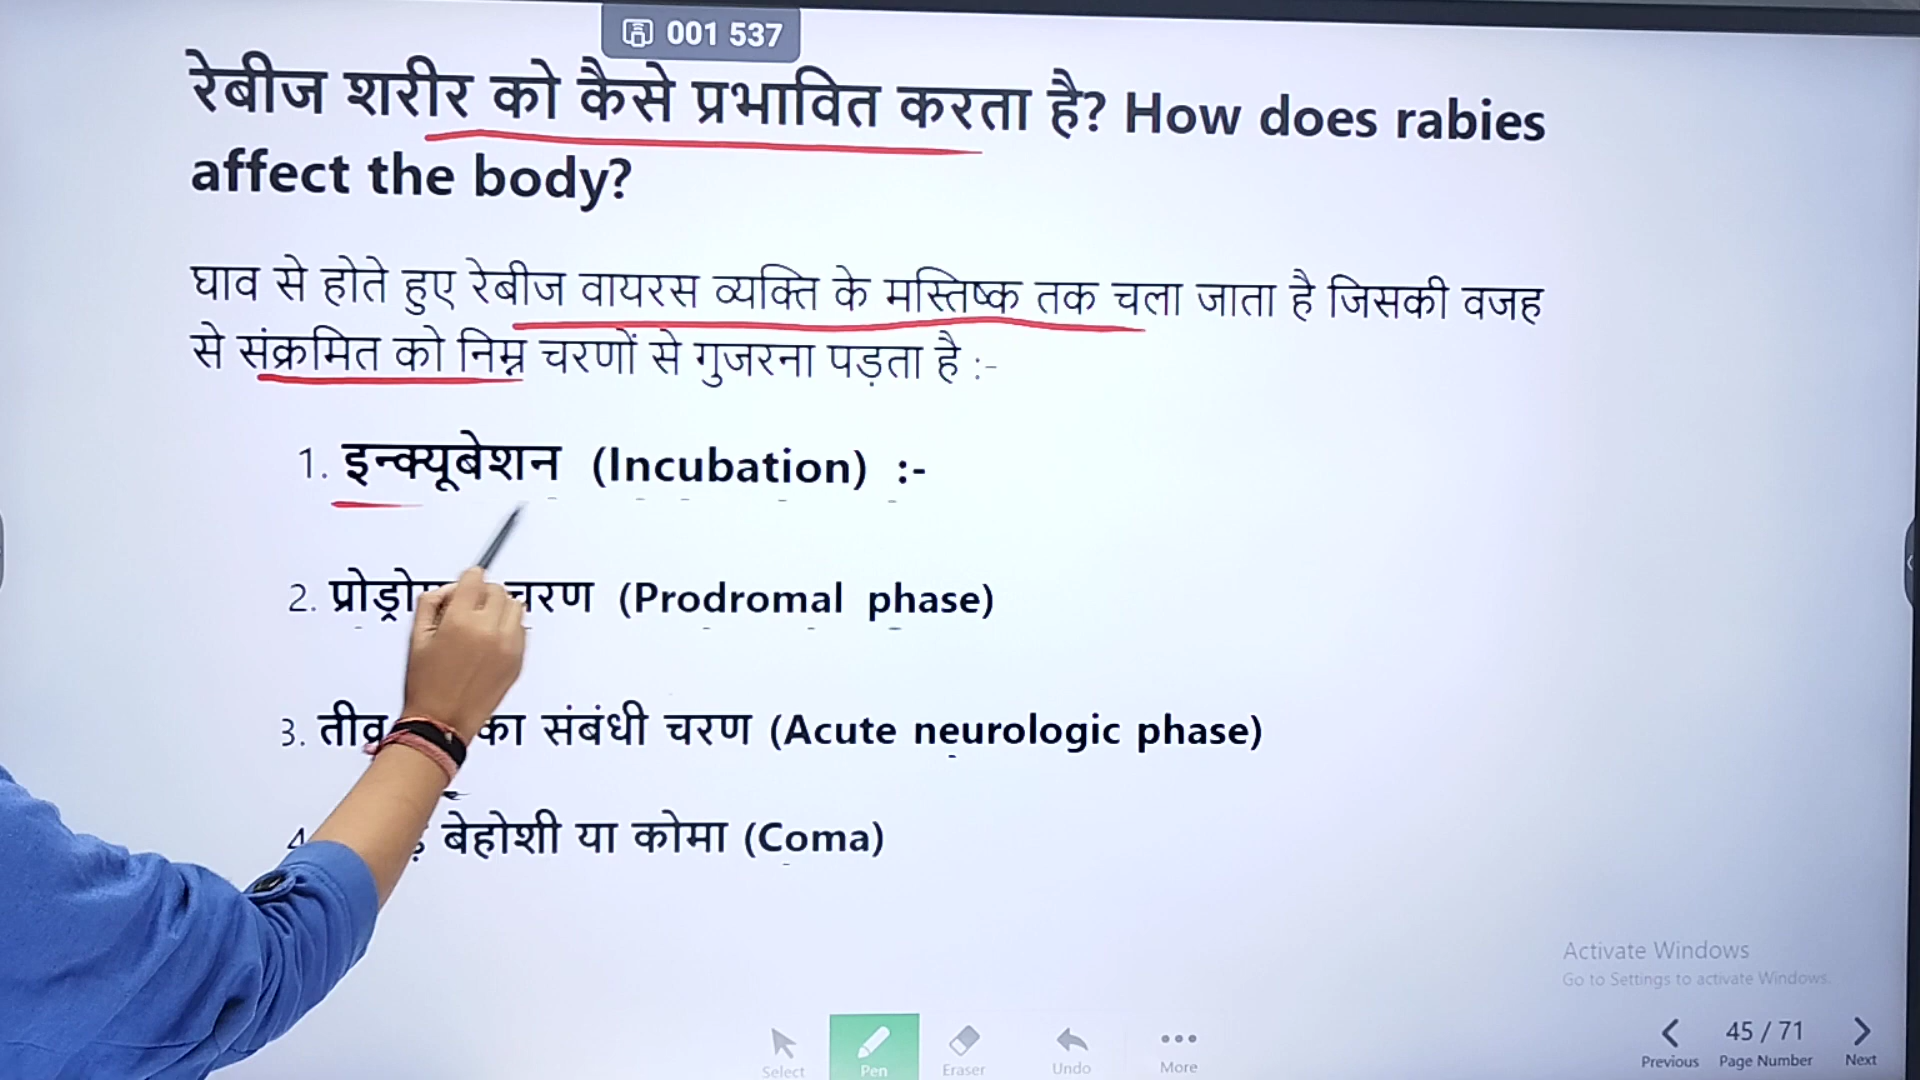 001 537
रेबीज शरीर को कैसे प्रभावित करता है? How does rabies
affect the body?
घाव से होते हुए रेबीज वायरस व्यक्ति के मस्तिष्क तक चला जाता है जिसकी वजह
से संक्रमित को निम्न चरणों से गुजरना पड़ता है :-
1. इन्क्यूबेशन (Incubation) :-
2. चरण (Prodromal phase)
3. संबंधी चरण (Acute neurologic phase)
बेहोशी या कोमा (Coma)
Activate Windows
Go to Settings to activate Windows.
Select Pen Eraser Undo More
45 / 71
Previous Page Number Next